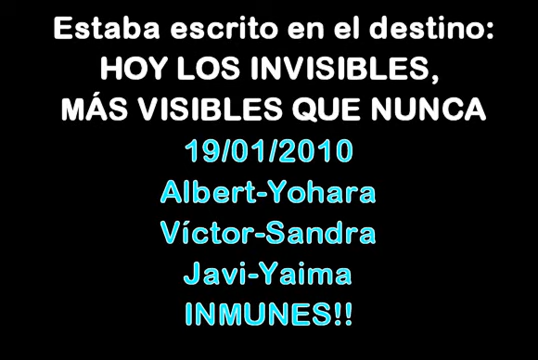 Estaba escrito en el destino:
HOY LOS INVISIBLES,
MÁS VISIBLES QUE NUNCA
19/01/2010
Albert-Yohara
Víctor-Sandra
Javi-Yaima
INMUNES!!